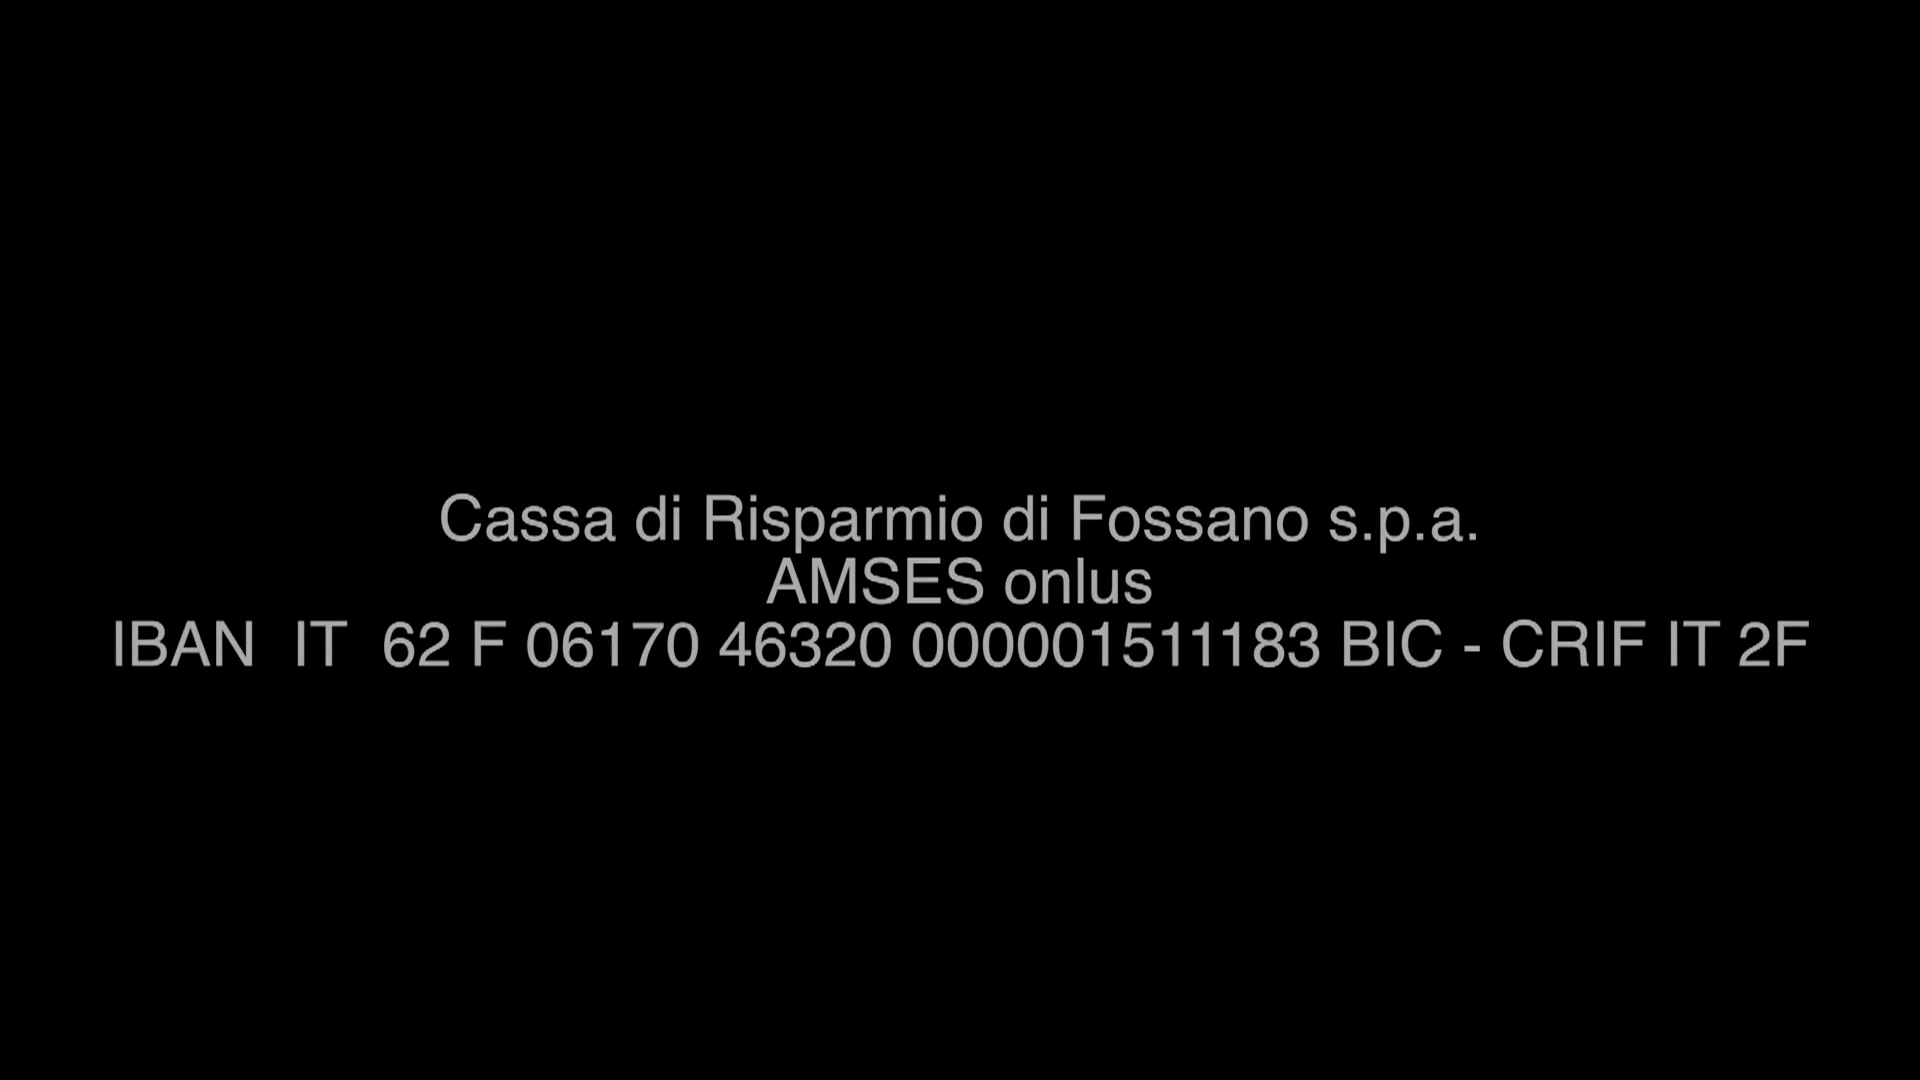 Cassa di Risparmio di Fossano s.p.a.
AMSES onlus
IBAN  IT  62 F 06170 46320 000001511183 BIC - CRIF IT 2F